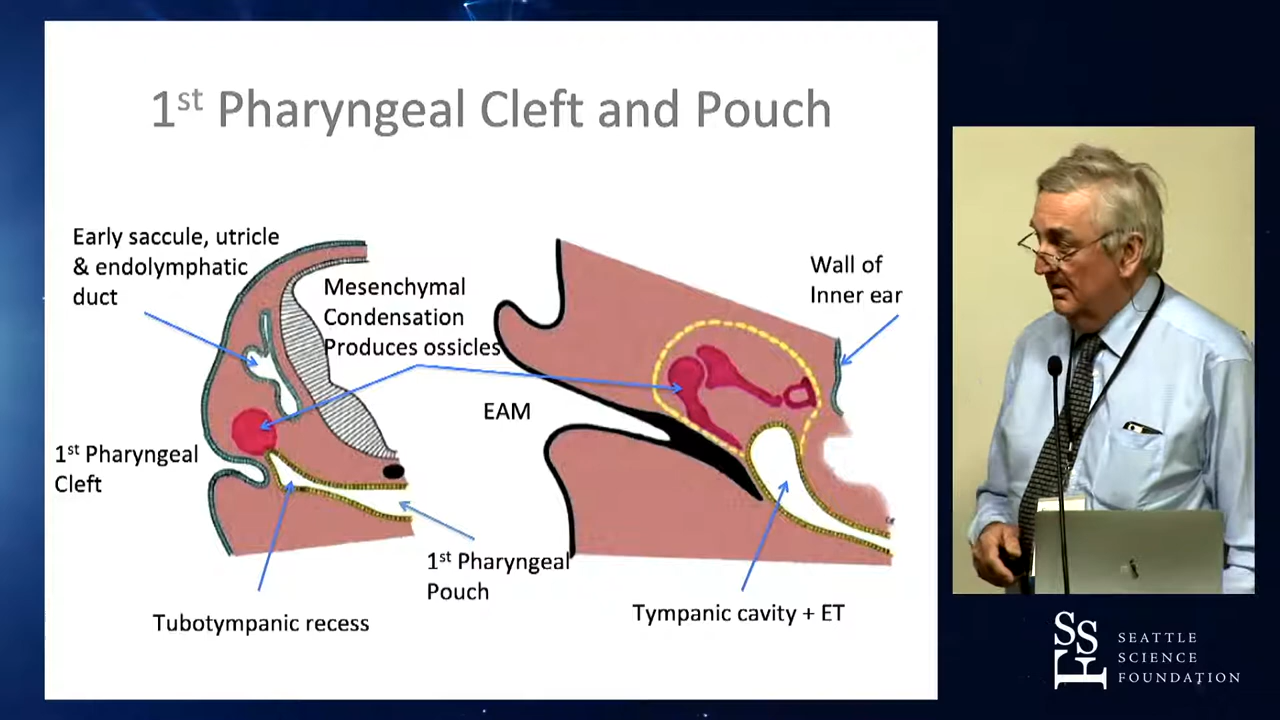 1st Pharyngeal Cleft and Pouch
Early saccule, utricle
& endolymphatic
duct
Mesenchymal
Condensation
Produces ossicles
Wall of
Inner ear
EAM
1st Pharyngeal
Cleft
1st Pharyngeal
Pouch
Tubotympanic recess
Tympanic cavity + ET
SSF
SEATTLE
SCIENCE
FOUNDATION